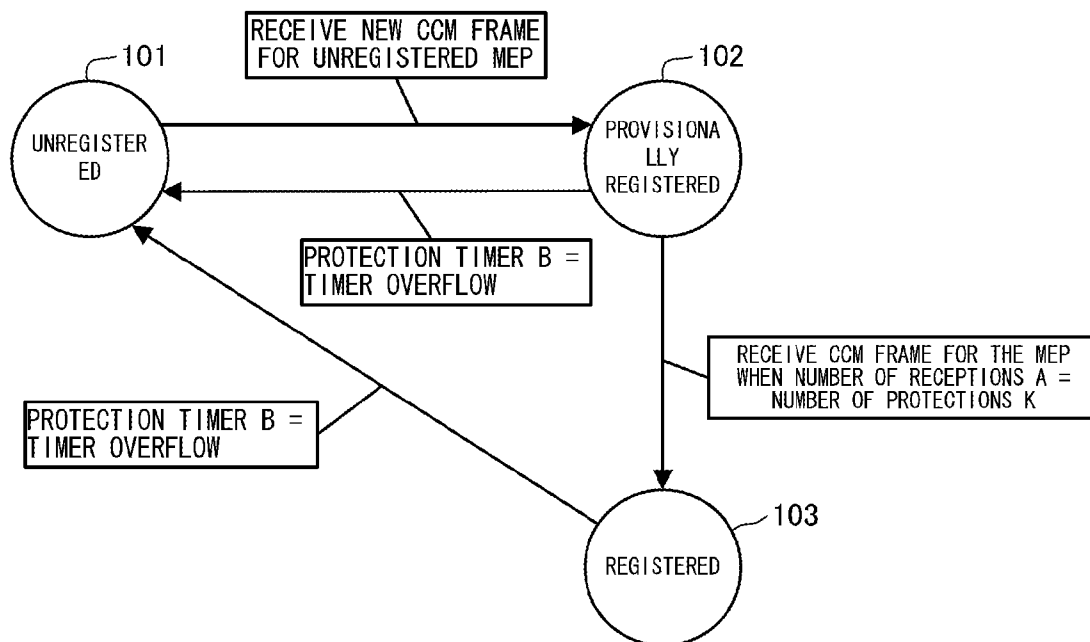 RECEIVE NEW CCM FRAME
FOR UNREGISTERED MEP
101
102
UNREGISTER
ED
PROVISIONA
LLY
REGISTERED
PROTECTION TIMER B =
TIMER OVERFLOW
RECEIVE CCM FRAME FOR THE MEP
WHEN NUMBER OF RECEPTIONS A =
NUMBER OF PROTECTIONS K
PROTECTION TIMER B =
TIMER OVERFLOW
103
REGISTERED